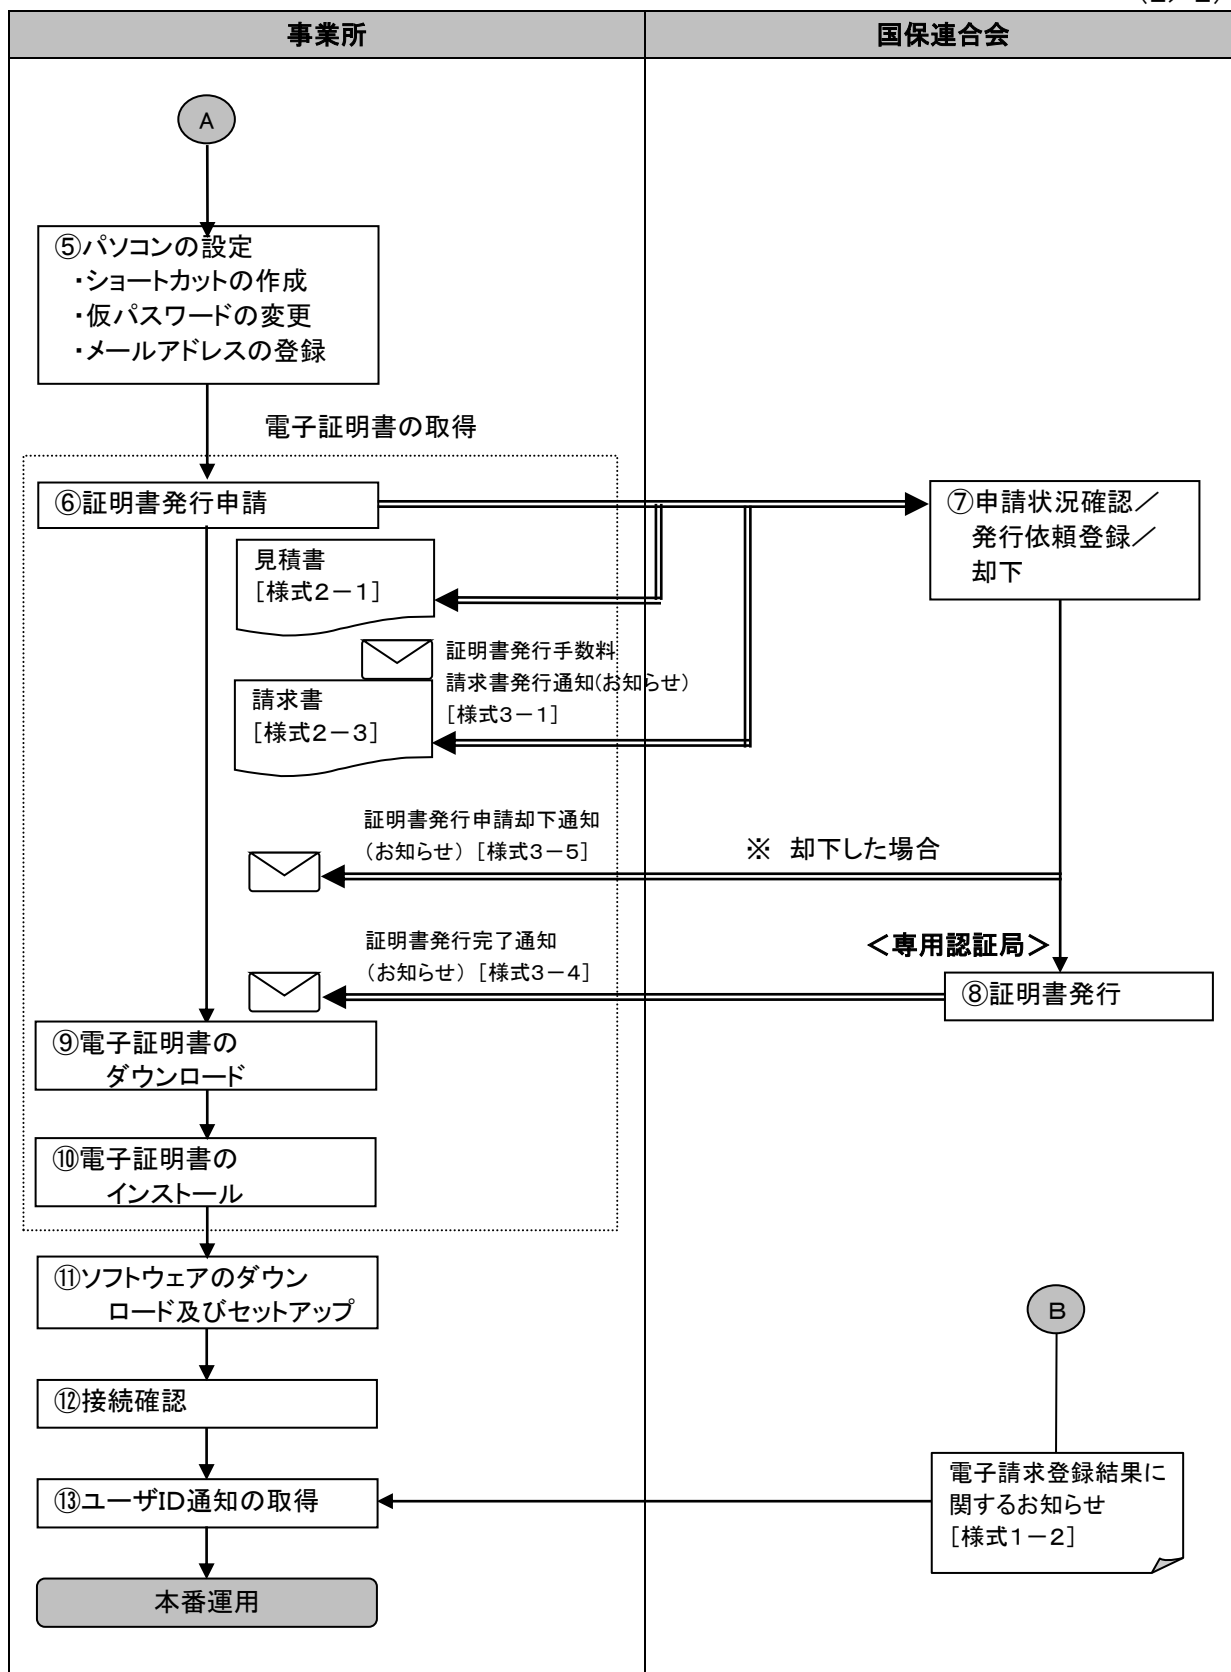 事業所
国保連合会
A
⑤パソコンの設定
・ショートカットの作成
・仮パスワードの変更
・メールアドレスの登録
電子証明書の取得
⑥証明書発行申請
⑦申請状況確認／
発行依頼登録／
却下
見積書
［様式２－１］
証明書発行手数料
請求書発行通知（お知らせ）
［様式３－１］
請求書
［様式２－３］
証明書発行申請却下通知
（お知らせ）［様式３－５］
※　却下した場合
証明書発行完了通知
（お知らせ）［様式３－４］
＜専用認証局＞
⑧証明書発行
⑨電子証明書の
ダウンロード
⑩電子証明書の
インストール
⑪ソフトウェアのダウン
ロード及びセットアップ
B
⑫接続確認
電子請求登録結果に
関するお知らせ
［様式１－２］
⑬ユーザID通知の取得
本番運用